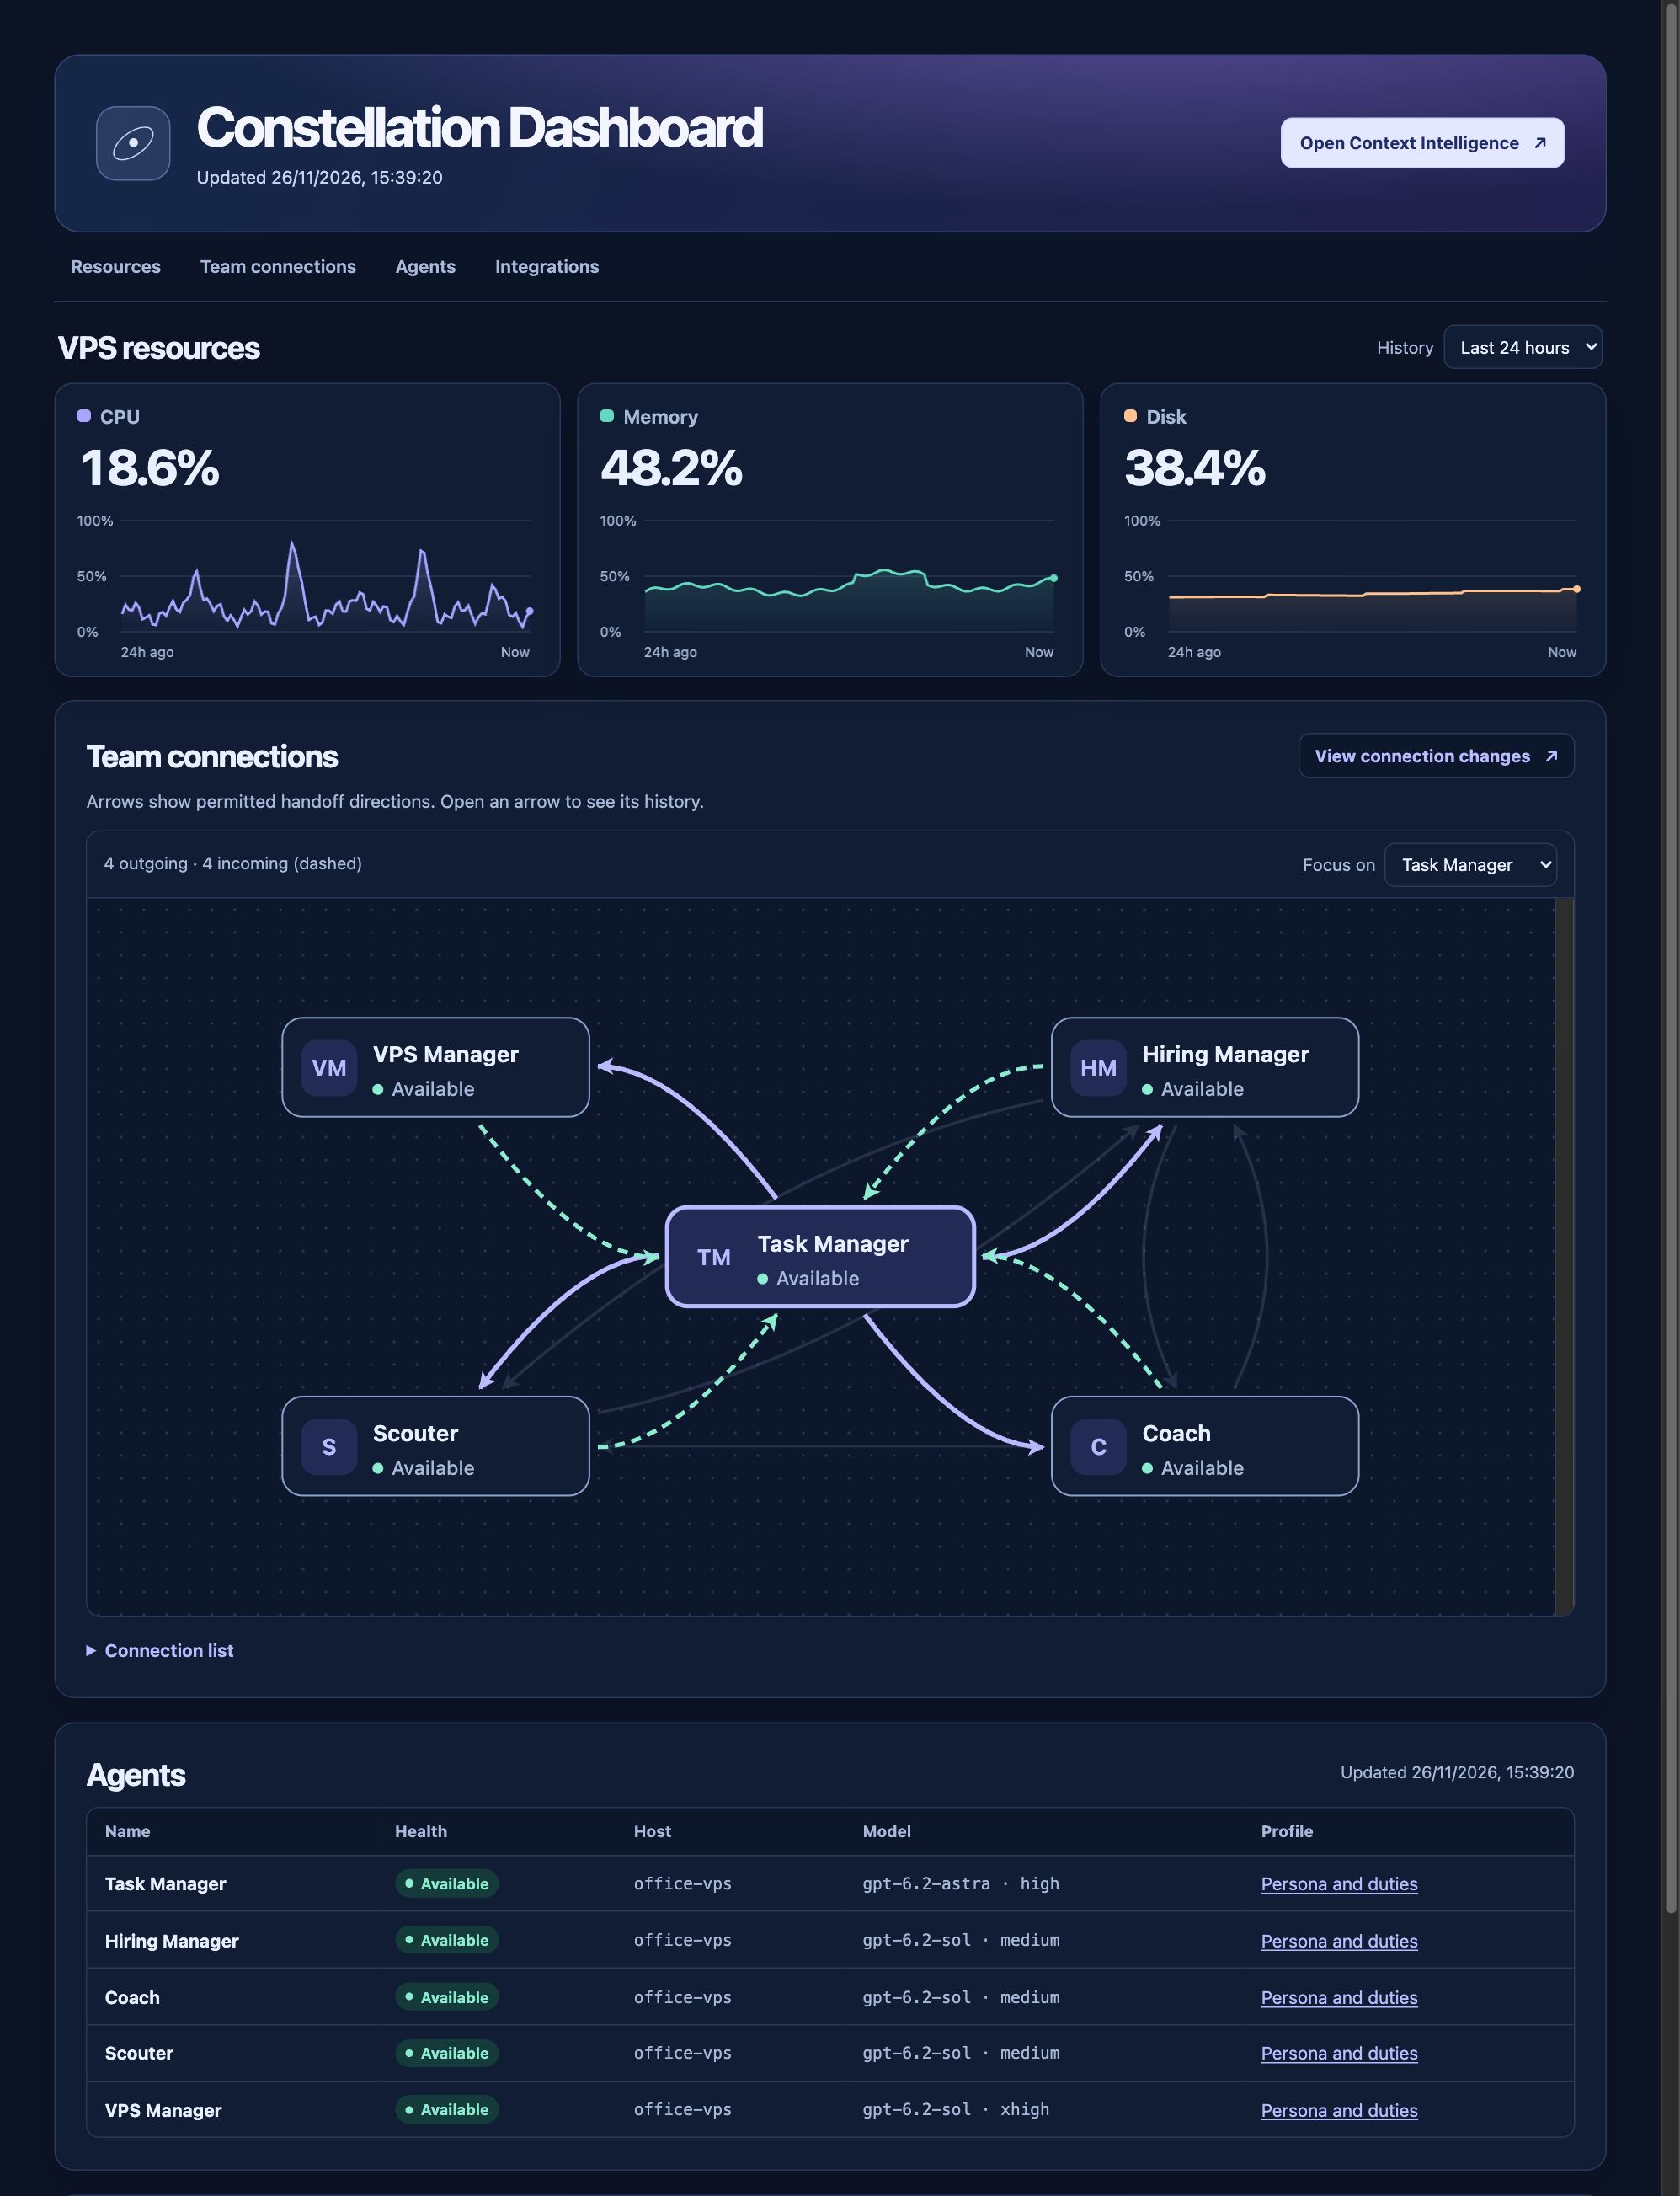 Constellation Dashboard
Updated 26/11/2026, 15:39:20
Open Context Intelligence
Resources Team connections Agents Integrations
VPS resources
History Last 24 hours
CPU
18.6%
100%
50%
0%
24h ago Now
Memory
48.2%
100%
50%
0%
24h ago Now
Disk
38.4%
100%
50%
0%
24h ago Now
Team connections
View connection changes
Arrows show permitted handoff directions. Open an arrow to see its history.
4 outgoing · 4 incoming (dashed)
Focus on Task Manager
VM VPS Manager
Available
HM Hiring Manager
Available
TM Task Manager
Available
S Scouter
Available
C Coach
Available
Connection list
Agents
Updated 26/11/2026, 15:39:20
Name Health Host Model Profile
Task Manager Available office-vps gpt-6.2-astra · high Persona and duties
Hiring Manager Available office-vps gpt-6.2-sol · medium Persona and duties
Coach Available office-vps gpt-6.2-sol · medium Persona and duties
Scouter Available office-vps gpt-6.2-sol · medium Persona and duties
VPS Manager Available office-vps gpt-6.2-sol · xhigh Persona and duties